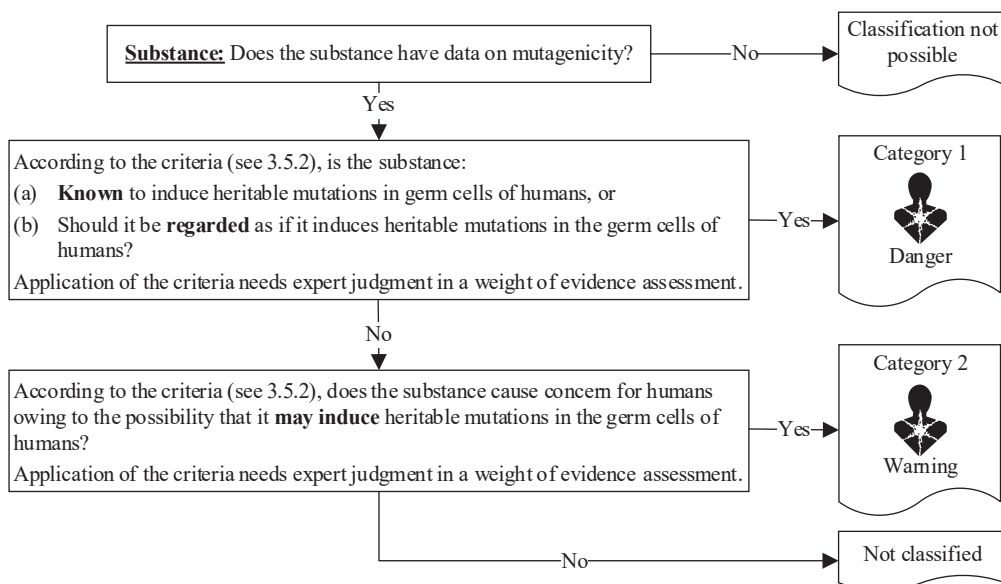 Substance: Does the substance have data on mutagenicity?
No
Classification not
possible
Yes
According to the criteria (see 3.5.2), is the substance:
(a) Known to induce heritable mutations in germ cells of humans, or
(b) Should it be regarded as if it induces heritable mutations in the germ cells of
humans?
Application of the criteria needs expert judgment in a weight of evidence assessment.
Yes
Category 1
Danger
No
According to the criteria (see 3.5.2), does the substance cause concern for humans
owing to the possibility that it may induce heritable mutations in the germ cells of
humans?
Application of the criteria needs expert judgment in a weight of evidence assessment.
Yes
Category 2
Warning
No
Not classified